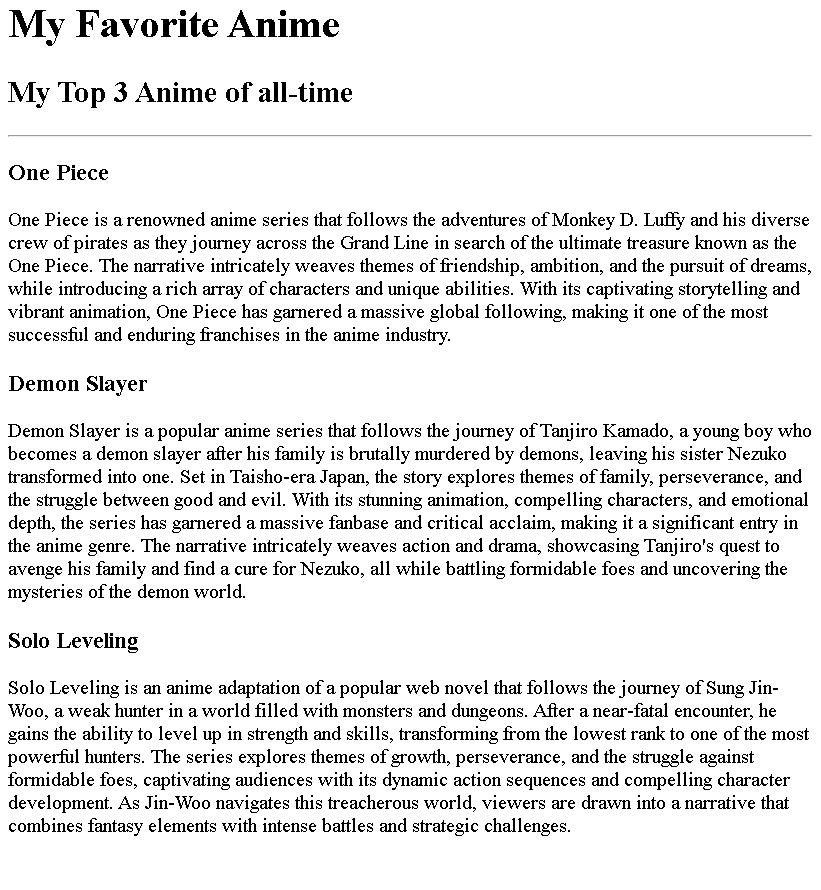 My Favorite Anime
My Top 3 Anime of all-time
One Piece
One Piece is a renowned anime series that follows the adventures of Monkey D. Luffy and his diverse
crew of pirates as they journey across the Grand Line in search of the ultimate treasure known as the
One Piece. The narrative intricately weaves themes of friendship, ambition, and the pursuit of dreams,
while introducing a rich array of characters and unique abilities. With its captivating storytelling and
vibrant animation, One Piece has garnered a massive global following, making it one of the most
successful and enduring franchises in the anime industry.
Demon Slayer
Demon Slayer is a popular anime series that follows the journey of Tanjiro Kamado, a young boy who
becomes a demon slayer after his family is brutally murdered by demons, leaving his sister Nezuko
transformed into one. Set in Taisho-era Japan, the story explores themes of family, perseverance, and
the struggle between good and evil. With its stunning animation, compelling characters, and emotional
depth, the series has garnered a massive fanbase and critical acclaim, making it a significant entry in
the anime genre. The narrative intricately weaves action and drama, showcasing Tanjiro's quest to
avenge his family and find a cure for Nezuko, all while battling formidable foes and uncovering the
mysteries of the demon world.
Solo Leveling
Solo Leveling is an anime adaptation of a popular web novel that follows the journey of Sung Jin-
Woo, a weak hunter in a world filled with monsters and dungeons. After a near-fatal encounter, he
gains the ability to level up in strength and skills, transforming from the lowest rank to one of the most
powerful hunters. The series explores themes of growth, perseverance, and the struggle against
formidable foes, captivating audiences with its dynamic action sequences and compelling character
development. As Jin-Woo navigates this treacherous world, viewers are drawn into a narrative that
combines fantasy elements with intense battles and strategic challenges.